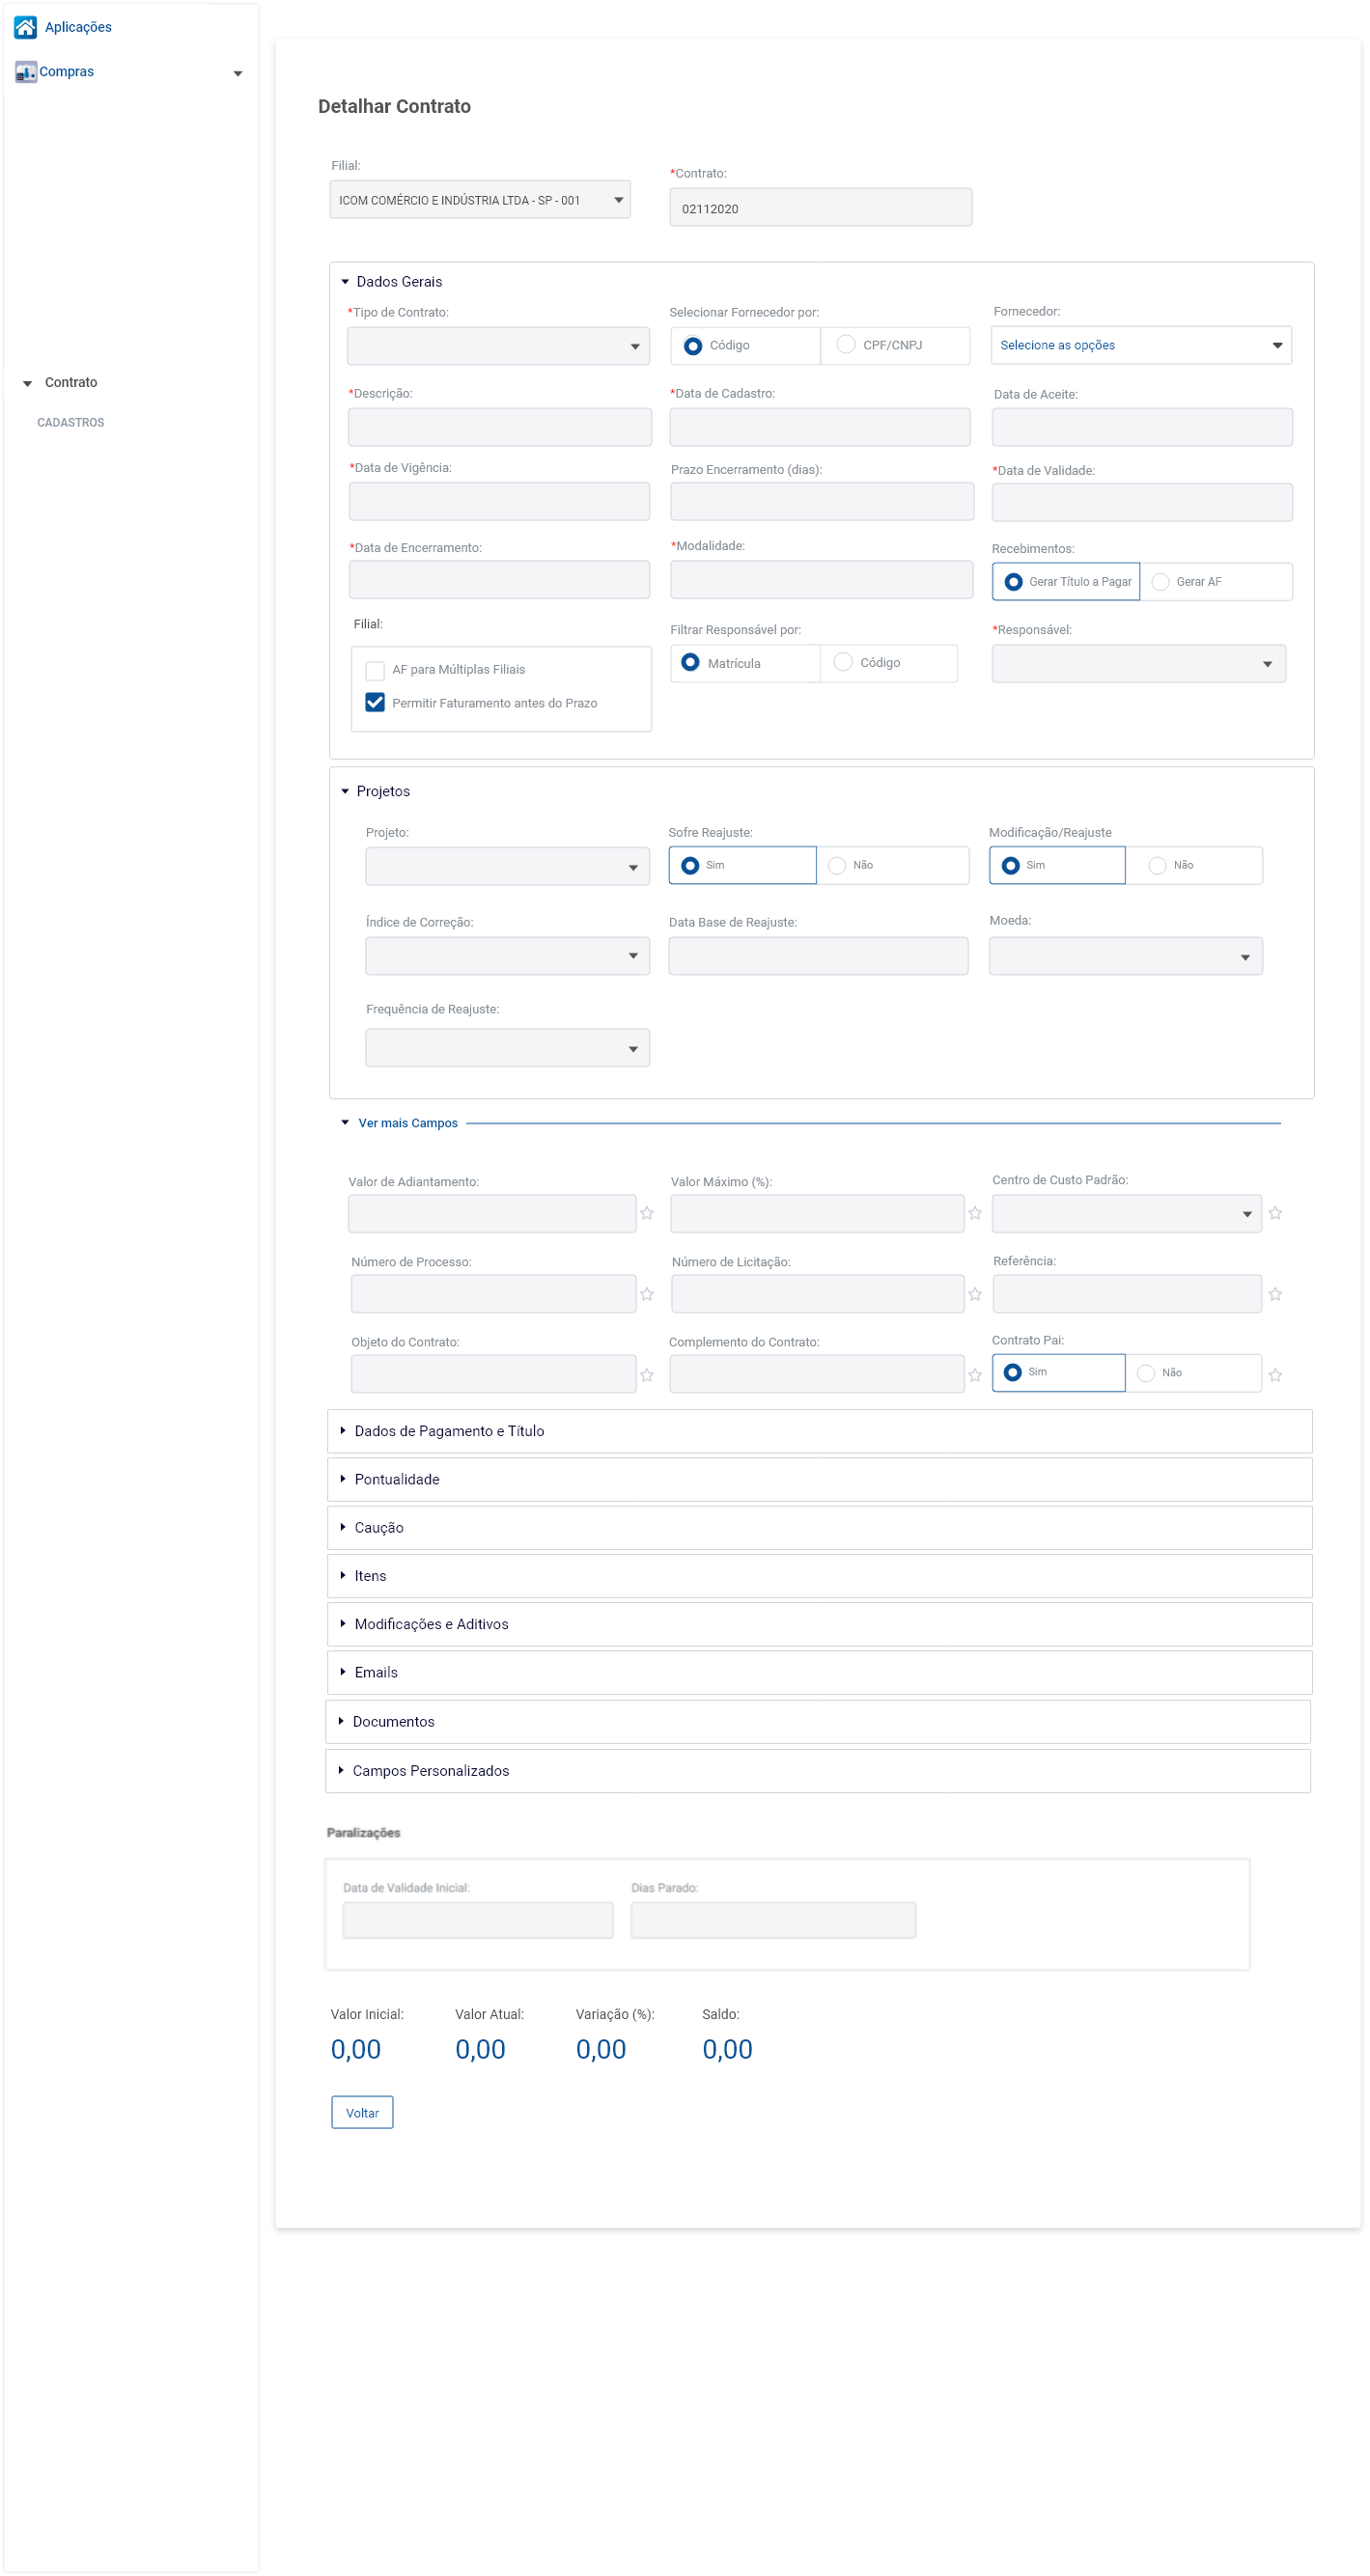 Aplicações
Compras
Contrato
CADASTROS
Detalhar Contrato
Filial:
*Contrato:
ICOM COMÉRCIO E INDÚSTRIA LTDA - SP - 001
02112020
Dados Gerais
*Tipo de Contrato:
Selecionar Fornecedor por:
Fornecedor:
Código
CPF/CNPJ
Selecione as opções
*Descrição:
*Data de Cadastro:
Data de Aceite:
*Data de Vigência:
Prazo Encerramento (dias):
*Data de Validade:
*Data de Encerramento:
*Modalidade:
Recebimentos:
Gerar Título a Pagar
Gerar AF
Filial:
Filtrar Responsável por:
*Responsável:
AF para Múltiplas Filiais
Matrícula
Código
Permitir Faturamento antes do Prazo
Projetos
Projeto:
Sofre Reajuste:
Modificação/Reajuste
Sim
Não
Sim
Não
Índice de Correção:
Data Base de Reajuste:
Moeda:
Frequência de Reajuste:
Ver mais Campos
Valor de Adiantamento:
Valor Máximo (%):
Centro de Custo Padrão:
Número de Processo:
Número de Licitação:
Referência:
Objeto do Contrato:
Complemento do Contrato:
Contrato Pai:
Sim
Não
Dados de Pagamento e Título
Pontualidade
Caução
Itens
Modificações e Aditivos
Emails
Documentos
Campos Personalizados
Paralizações
Data de Validade Inicial:
Dias Parado:
Valor Inicial:
Valor Atual:
Variação (%):
Saldo:
0,00
0,00
0,00
0,00
Voltar